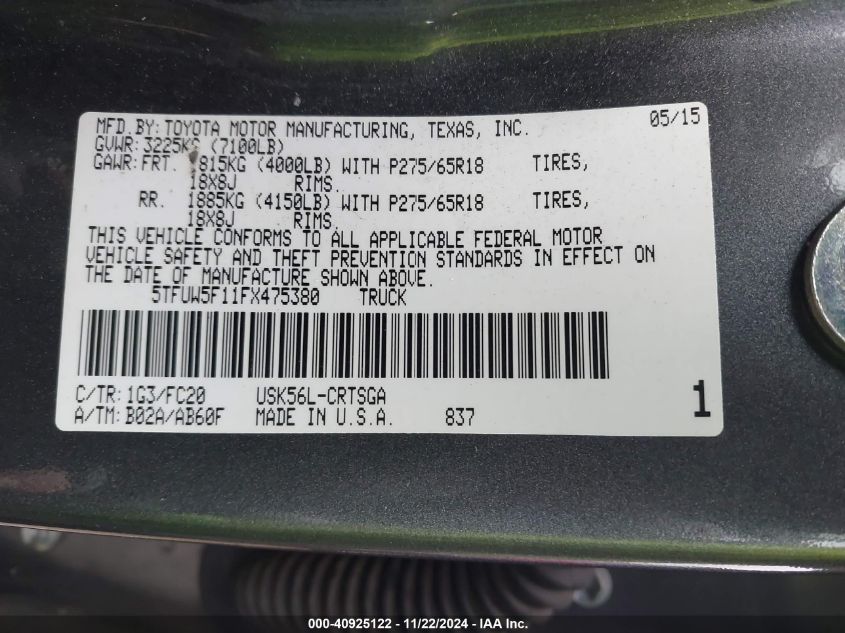 MFD.BY:TOYOTA MOTOR MANUFACTURING, TEXAS, INC. 05/15
GVWR:3225KG (7100LB)
GAWR:FRT. 1815KG (4000LB) WITH P275/65R18 TIRES,
18X8J RIMS.
RR. 1885KG (4150LB) WITH P275/65R18 TIRES,
18X8J RIMS.
THIS VEHICLE CONFORMS TO ALL APPLICABLE FEDERAL MOTOR
VEHICLE SAFETY AND THEFT PREVENTION STANDARDS IN EFFECT ON
THE DATE OF MANUFACTURE SHOWN ABOVE.
5TFUW5F11FX475380 TRUCK
C/TR:1G3/FC20 USK56L-CRTSGA 1
A/TM:B02A/AB60F MADE IN U.S.A. 837
000-40925122 - 11/22/2024 - IAA Inc.